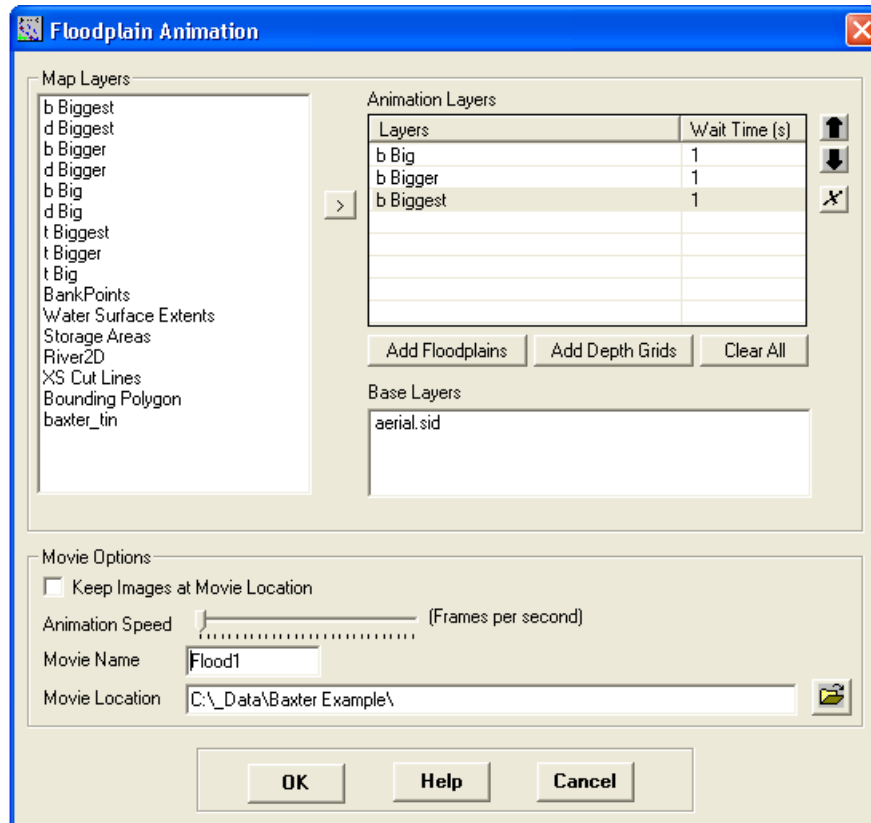 Floodplain Animation
Map Layers
b Biggest
d Biggest
b Bigger
d Bigger
b Big
d Big
t Biggest
t Bigger
t Big
BankPoints
Water Surface Extents
Storage Areas
River2D
XS Cut Lines
Bounding Polygon
baxter_tin
>
Animation Layers
Layers Wait Time (s)
b Big 1
b Bigger 1
b Biggest 1
Add Floodplains Add Depth Grids Clear All
Base Layers
aerial.sid
Movie Options
Keep Images at Movie Location
Animation Speed (Frames per second)
Movie Name Flood1
Movie Location C:\_Data\Baxter Example\
OK Help Cancel